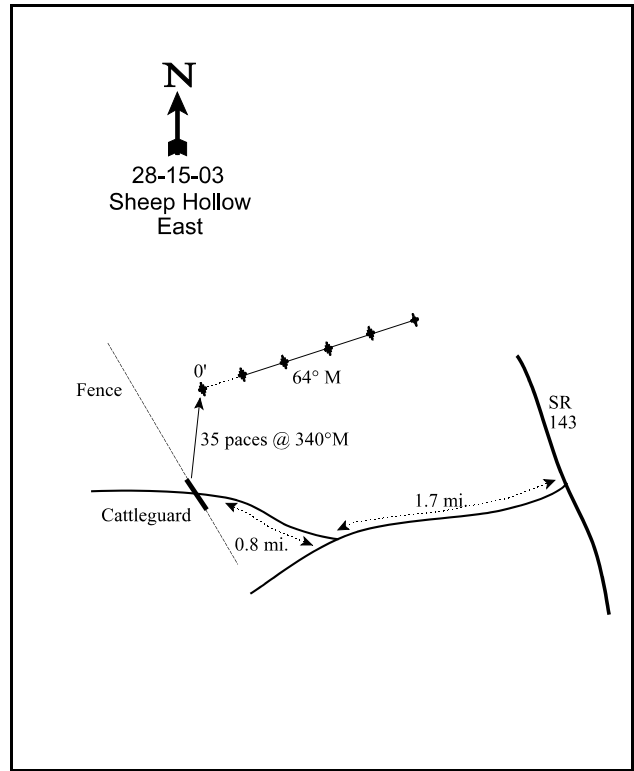 N
28-15-03
Sheep Hollow
East
0'
64° M
Fence
SR
143
35 paces @ 340°M
1.7 mi.
Cattleguard
0.8 mi.